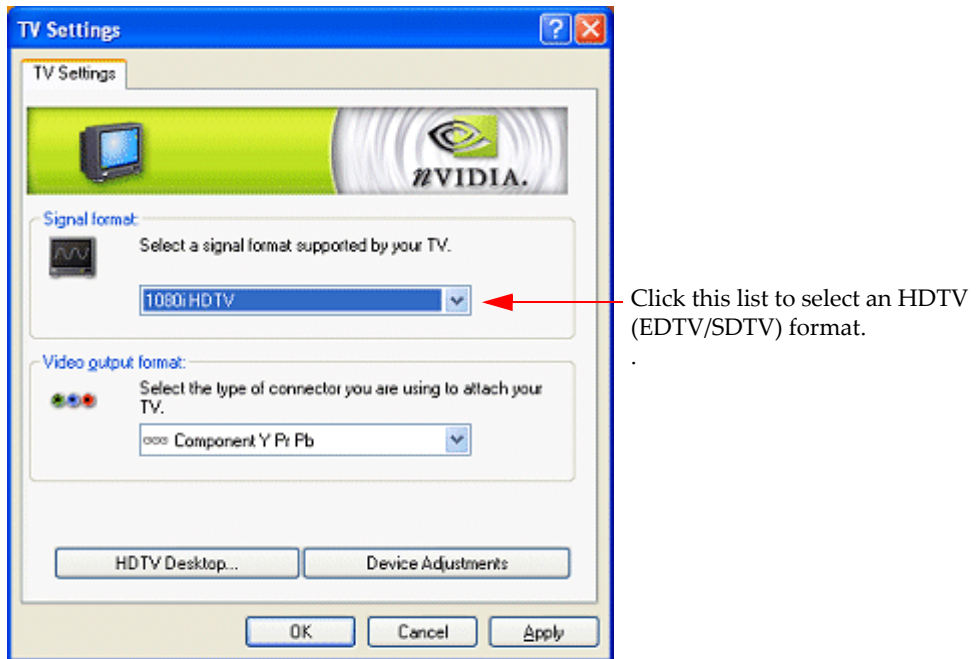 TV Settings
TV Settings
nVIDIA.
Signal format:
Select a signal format supported by your TV.
1080i HDTV
Click this list to select an HDTV
(EDTV/SDTV) format.
.
Video output format:
Select the type of connector you are using to attach your
TV.
Component Y Pr Pb
HDTV Desktop...
Device Adjustments
OK
Cancel
Apply